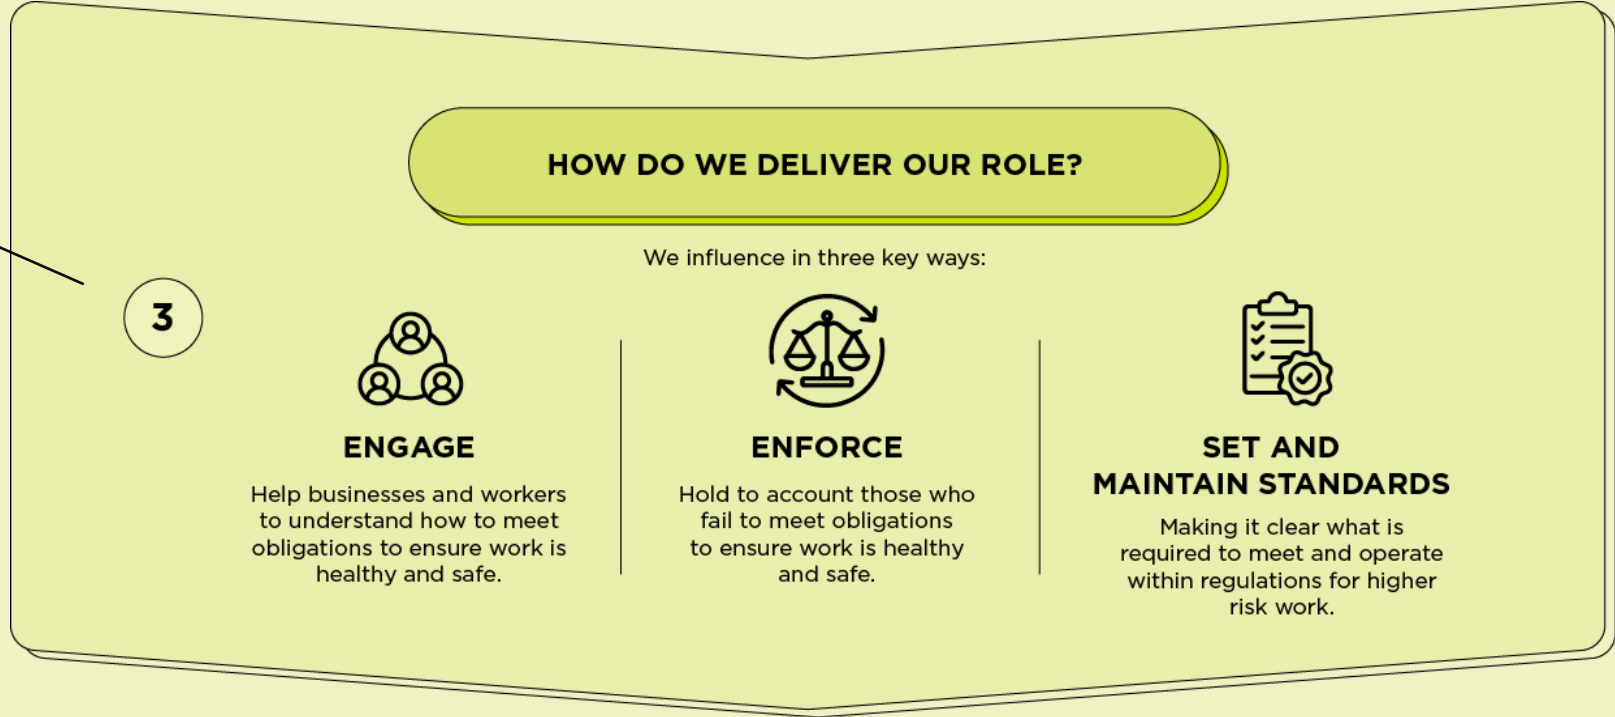 HOW DO WE DELIVER OUR ROLE?
We influence in three key ways:
3
ENGAGE
Help businesses and workers
to understand how to meet
obligations to ensure work is
healthy and safe.
ENFORCE
Hold to account those who
fail to meet obligations
to ensure work is healthy
and safe.
SET AND
MAINTAIN STANDARDS
Making it clear what is
required to meet and operate
within regulations for higher
risk work.